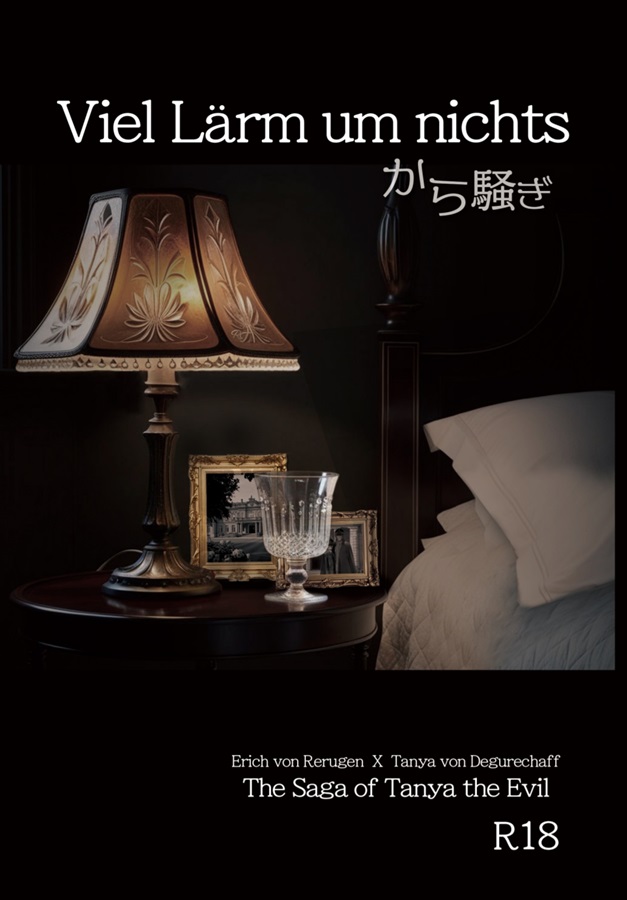 Viel Lärm um nichts
から騒ぎ
Erich von Rerugen X Tanya von Degurechaff
The Saga of Tanya the Evil
R18